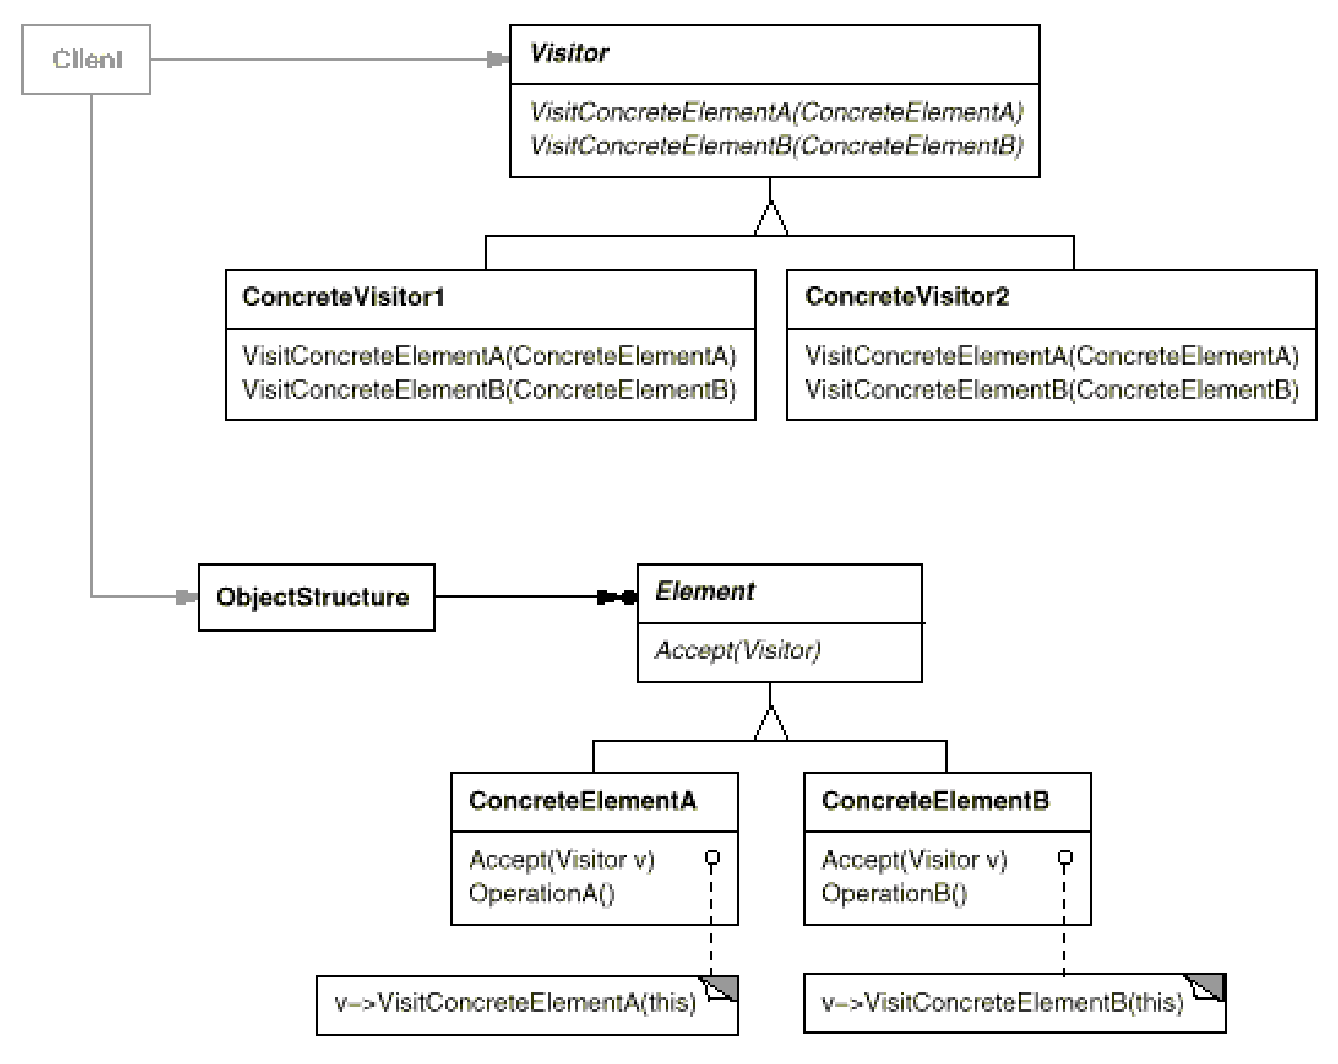 Client
Visitor
VisitConcreteElementA(ConcreteElementA)
VisitConcreteElementB(ConcreteElementB)
ConcreteVisitor1
VisitConcreteElementA(ConcreteElementA)
VisitConcreteElementB(ConcreteElementB)
ConcreteVisitor2
VisitConcreteElementA(ConcreteElementA)
VisitConcreteElementB(ConcreteElementB)
ObjectStructure
Element
Accept(Visitor)
ConcreteElementA
Accept(Visitor v)
OperationA()
ConcreteElementB
Accept(Visitor v)
OperationB()
v->VisitConcreteElementA(this)
v->VisitConcreteElementB(this)